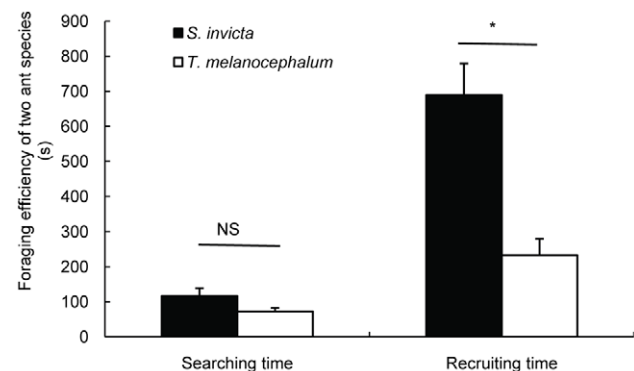 Foraging efficiency of two ant species
(s)
900
800
700
600
500
400
300
200
100
0
S. invicta
T. melanocephalum
NS
*
Searching time
Recruiting time